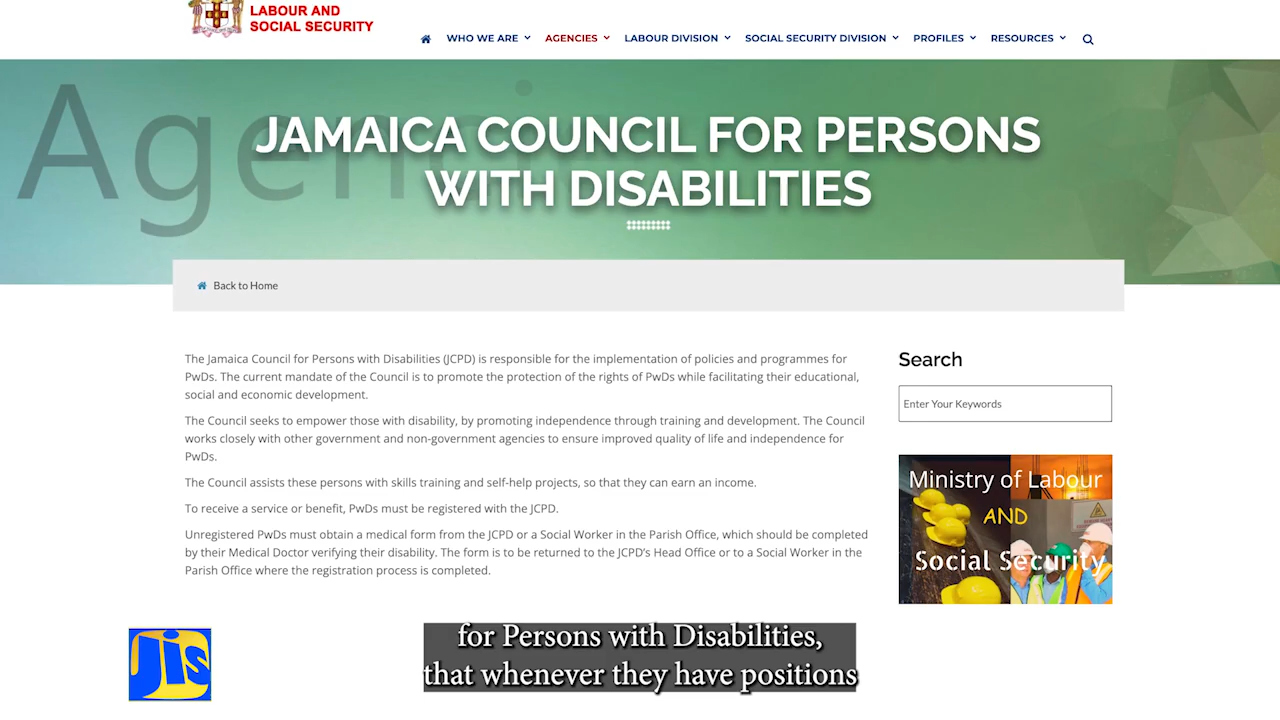 LABOUR AND
SOCIAL SECURITY
WHO WE ARE AGENCIES LABOUR DIVISION SOCIAL SECURITY DIVISION PROFILES RESOURCES
Agenci
JAMAICA COUNCIL FOR PERSONS
WITH DISABILITIES
Back to Home
The Jamaica Council for Persons with Disabilities (JCPD) is responsible for the implementation of policies and programmes for
PwDs. The current mandate of the Council is to promote the protection of the rights of PwDs while facilitating their educational,
social and economic development.
The Council seeks to empower those with disability, by promoting independence through training and development. The Council
works closely with other government and non-government agencies to ensure improved quality of life and independence for
PwDs.
The Council assists these persons with skills training and self-help projects, so that they can earn an income.
To receive a service or benefit, PwDs must be registered with the JCPD.
Unregistered PwDs must obtain a medical form from the JCPD or a Social Worker in the Parish Office, which should be completed
by their Medical Doctor verifying their disability. The form is to be returned to the JCPD's Head Office or to a Social Worker in the
Parish Office where the registration process is completed.
Search
Enter Your Keywords
Ministry of Labour
AND
Social Security
jis
for Persons with Disabilities,
that whenever they have positions